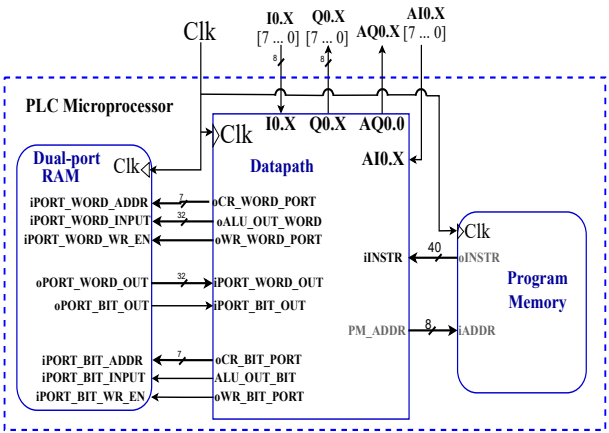 Clk
I0.X
[7 ... 0]
8
Q0.X
[7 ... 0]
8
AQ0.X
AI0.X
[7 ... 0]
PLC Microprocessor
Dual-port
RAM
Clk
iPORT_WORD_ADDR
iPORT_WORD_INPUT
iPORT_WORD_WR_EN
oPORT_WORD_OUT
oPORT_BIT_OUT
iPORT_BIT_ADDR
iPORT_BIT_INPUT
iPORT_BIT_WR_EN
7
32
32
7
Clk
I0.X
Q0.X
AQ0.0
AI0.X
Datapath
oCR_WORD_PORT
oALU_OUT_WORD
oWR_WORD_PORT
iPORT_WORD_OUT
iPORT_BIT_OUT
oCR_BIT_PORT
ALU_OUT_BIT
oWR_BIT_PORT
iINSTR
PM_ADDR
40
8
Clk
oINSTR
Program
Memory
iADDR